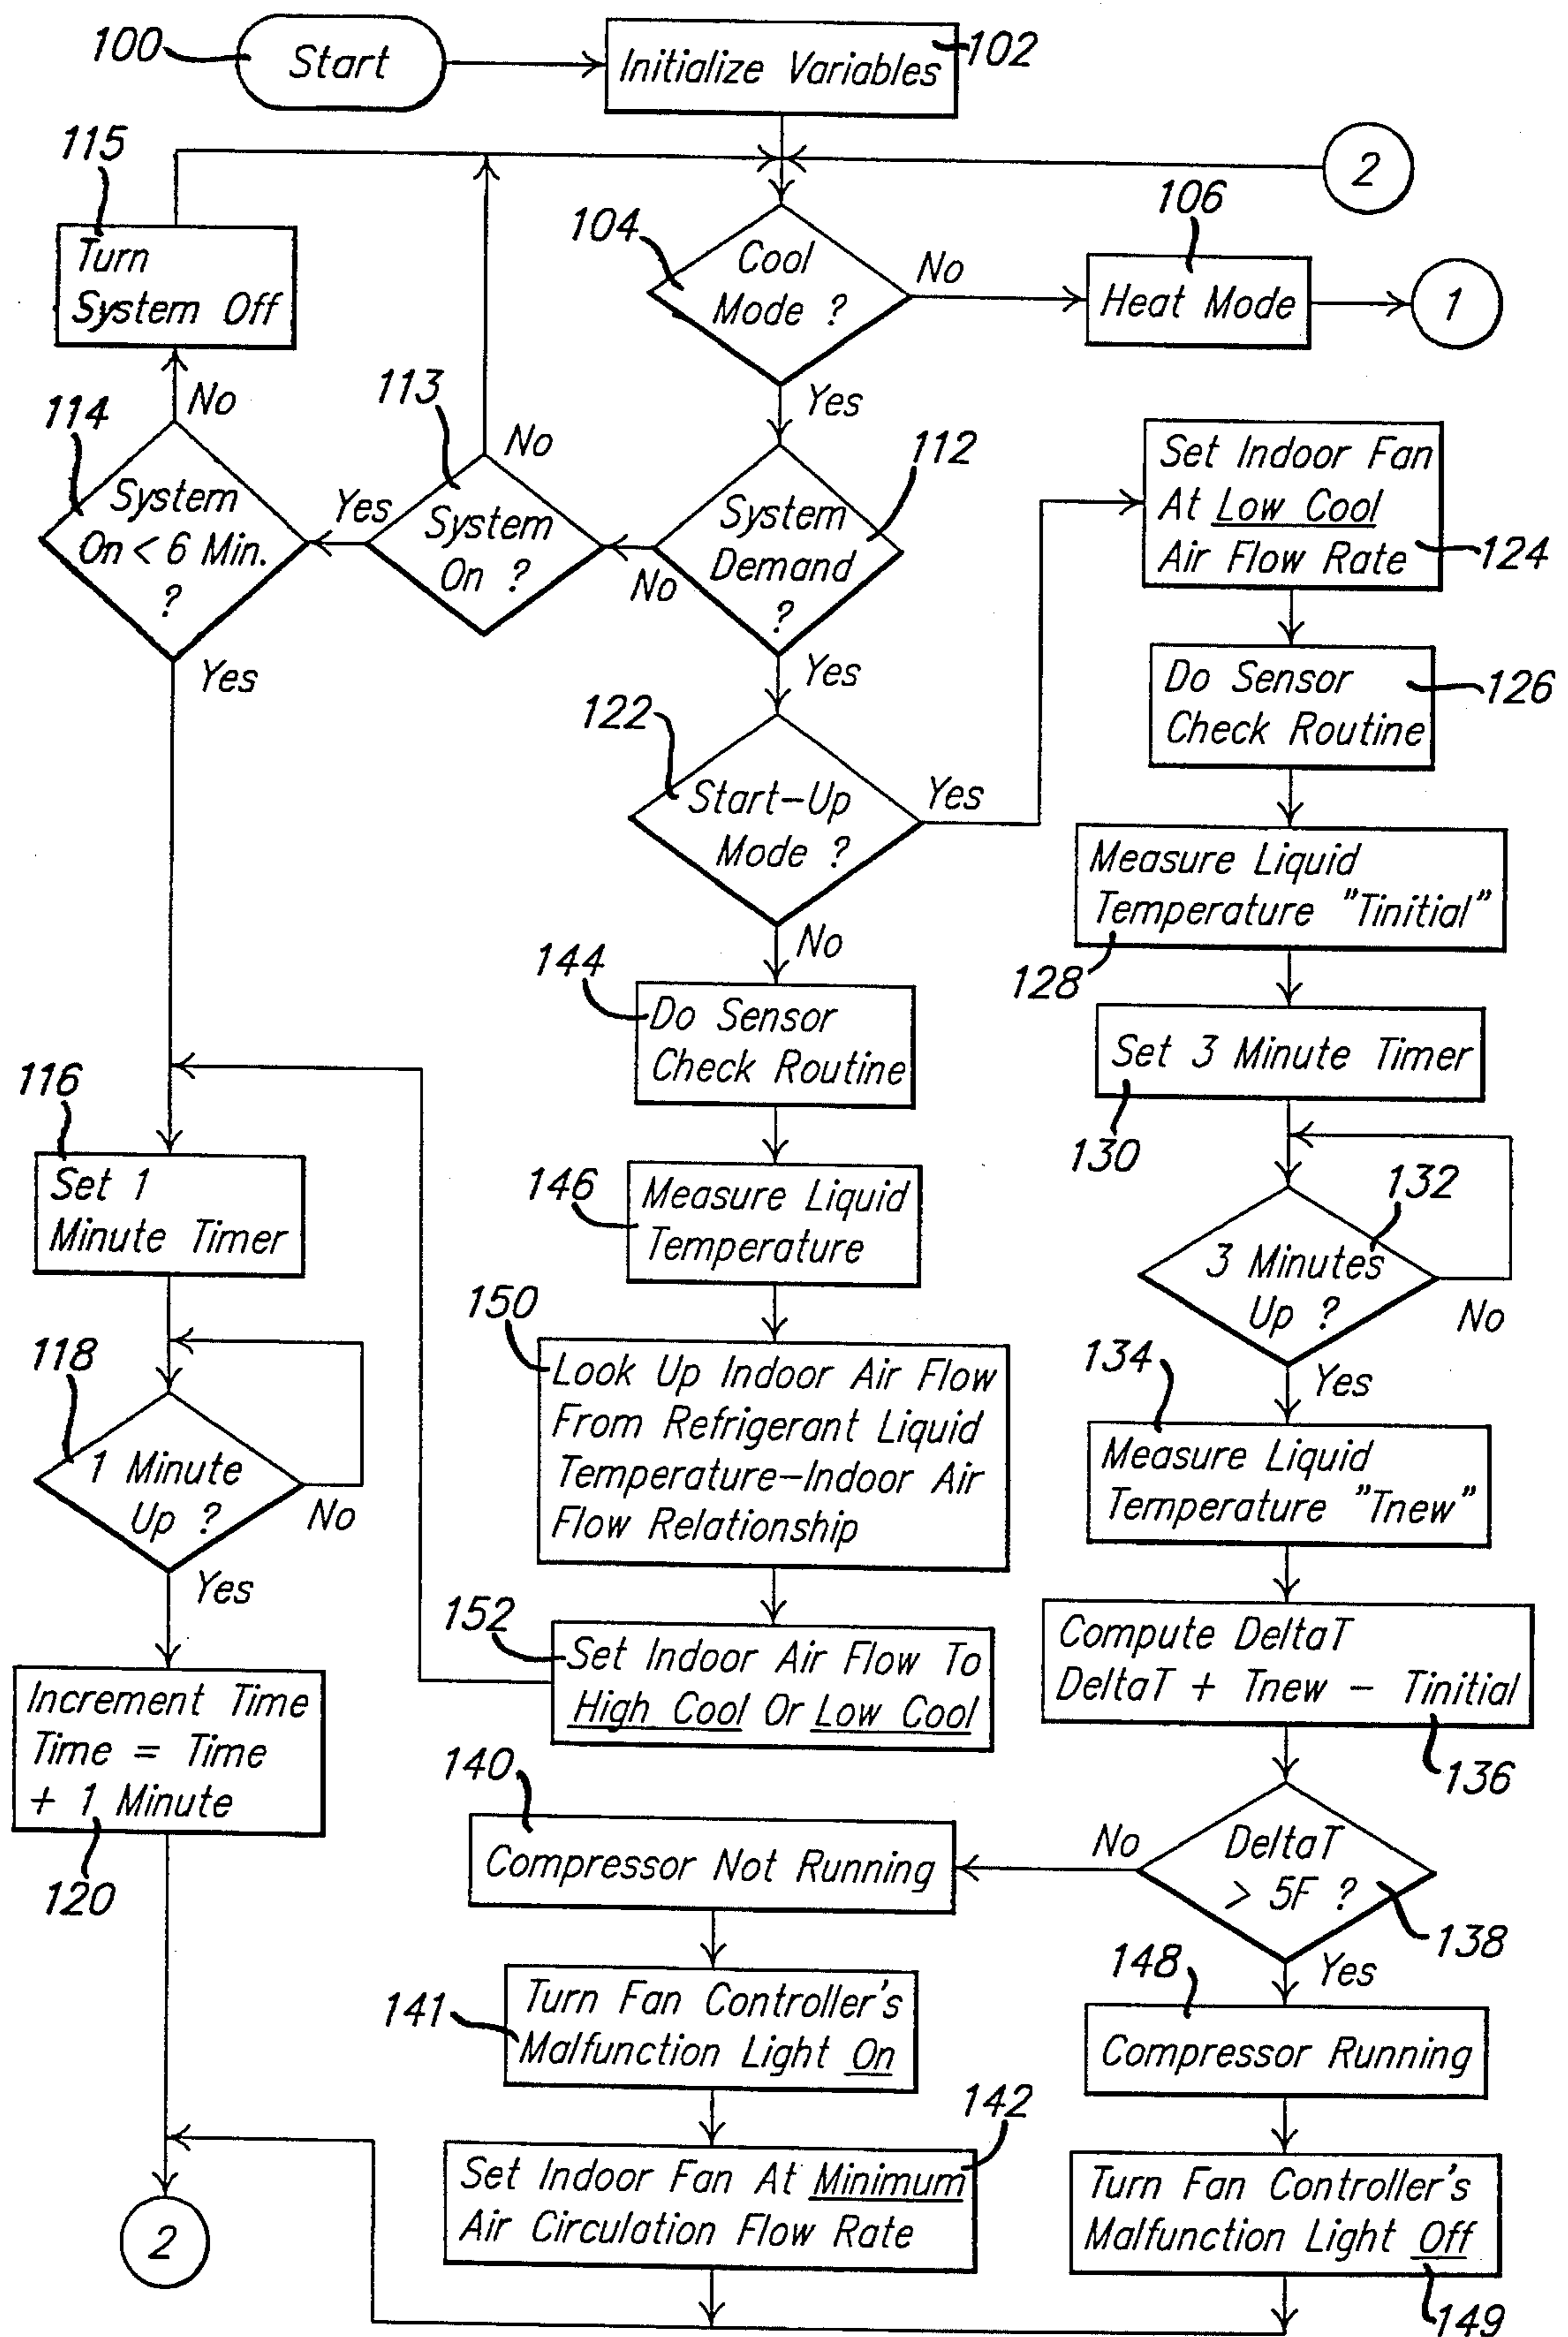 100
Start
Initialize Variables
102
115
2
Turn
System Off
104
Cool
Mode ?
No
106
Heat Mode
1
Yes
114
No
113
No
112
System
On < 6 Min.
?
Yes
System
On ?
No
System
Demand
?
Set Indoor Fan
At Low Cool
Air Flow Rate
124
Yes
Yes
Do Sensor
Check Routine
126
122
Start-Up
Mode ?
Yes
Measure Liquid
Temperature "Tinitial"
128
No
144
Do Sensor
Check Routine
Set 3 Minute Timer
130
116
Set 1
Minute Timer
146
Measure Liquid
Temperature
132
3 Minutes
Up ?
No
150
Look Up Indoor Air Flow
From Refrigerant Liquid
Temperature-Indoor Air
Flow Relationship
118
1 Minute
Up ?
No
134
Yes
Measure Liquid
Temperature "Tnew"
Yes
152
Set Indoor Air Flow To
High Cool Or Low Cool
Compute DeltaT
DeltaT + Tnew - Tinitial
136
Increment Time
Time = Time
+ 1 Minute
120
140
Compressor Not Running
No
DeltaT
> 5F ?
138
148
Yes
141
Turn Fan Controller's
Malfunction Light On
Compressor Running
142
Set Indoor Fan At Minimum
Air Circulation Flow Rate
Turn Fan Controller's
Malfunction Light Off
149
2